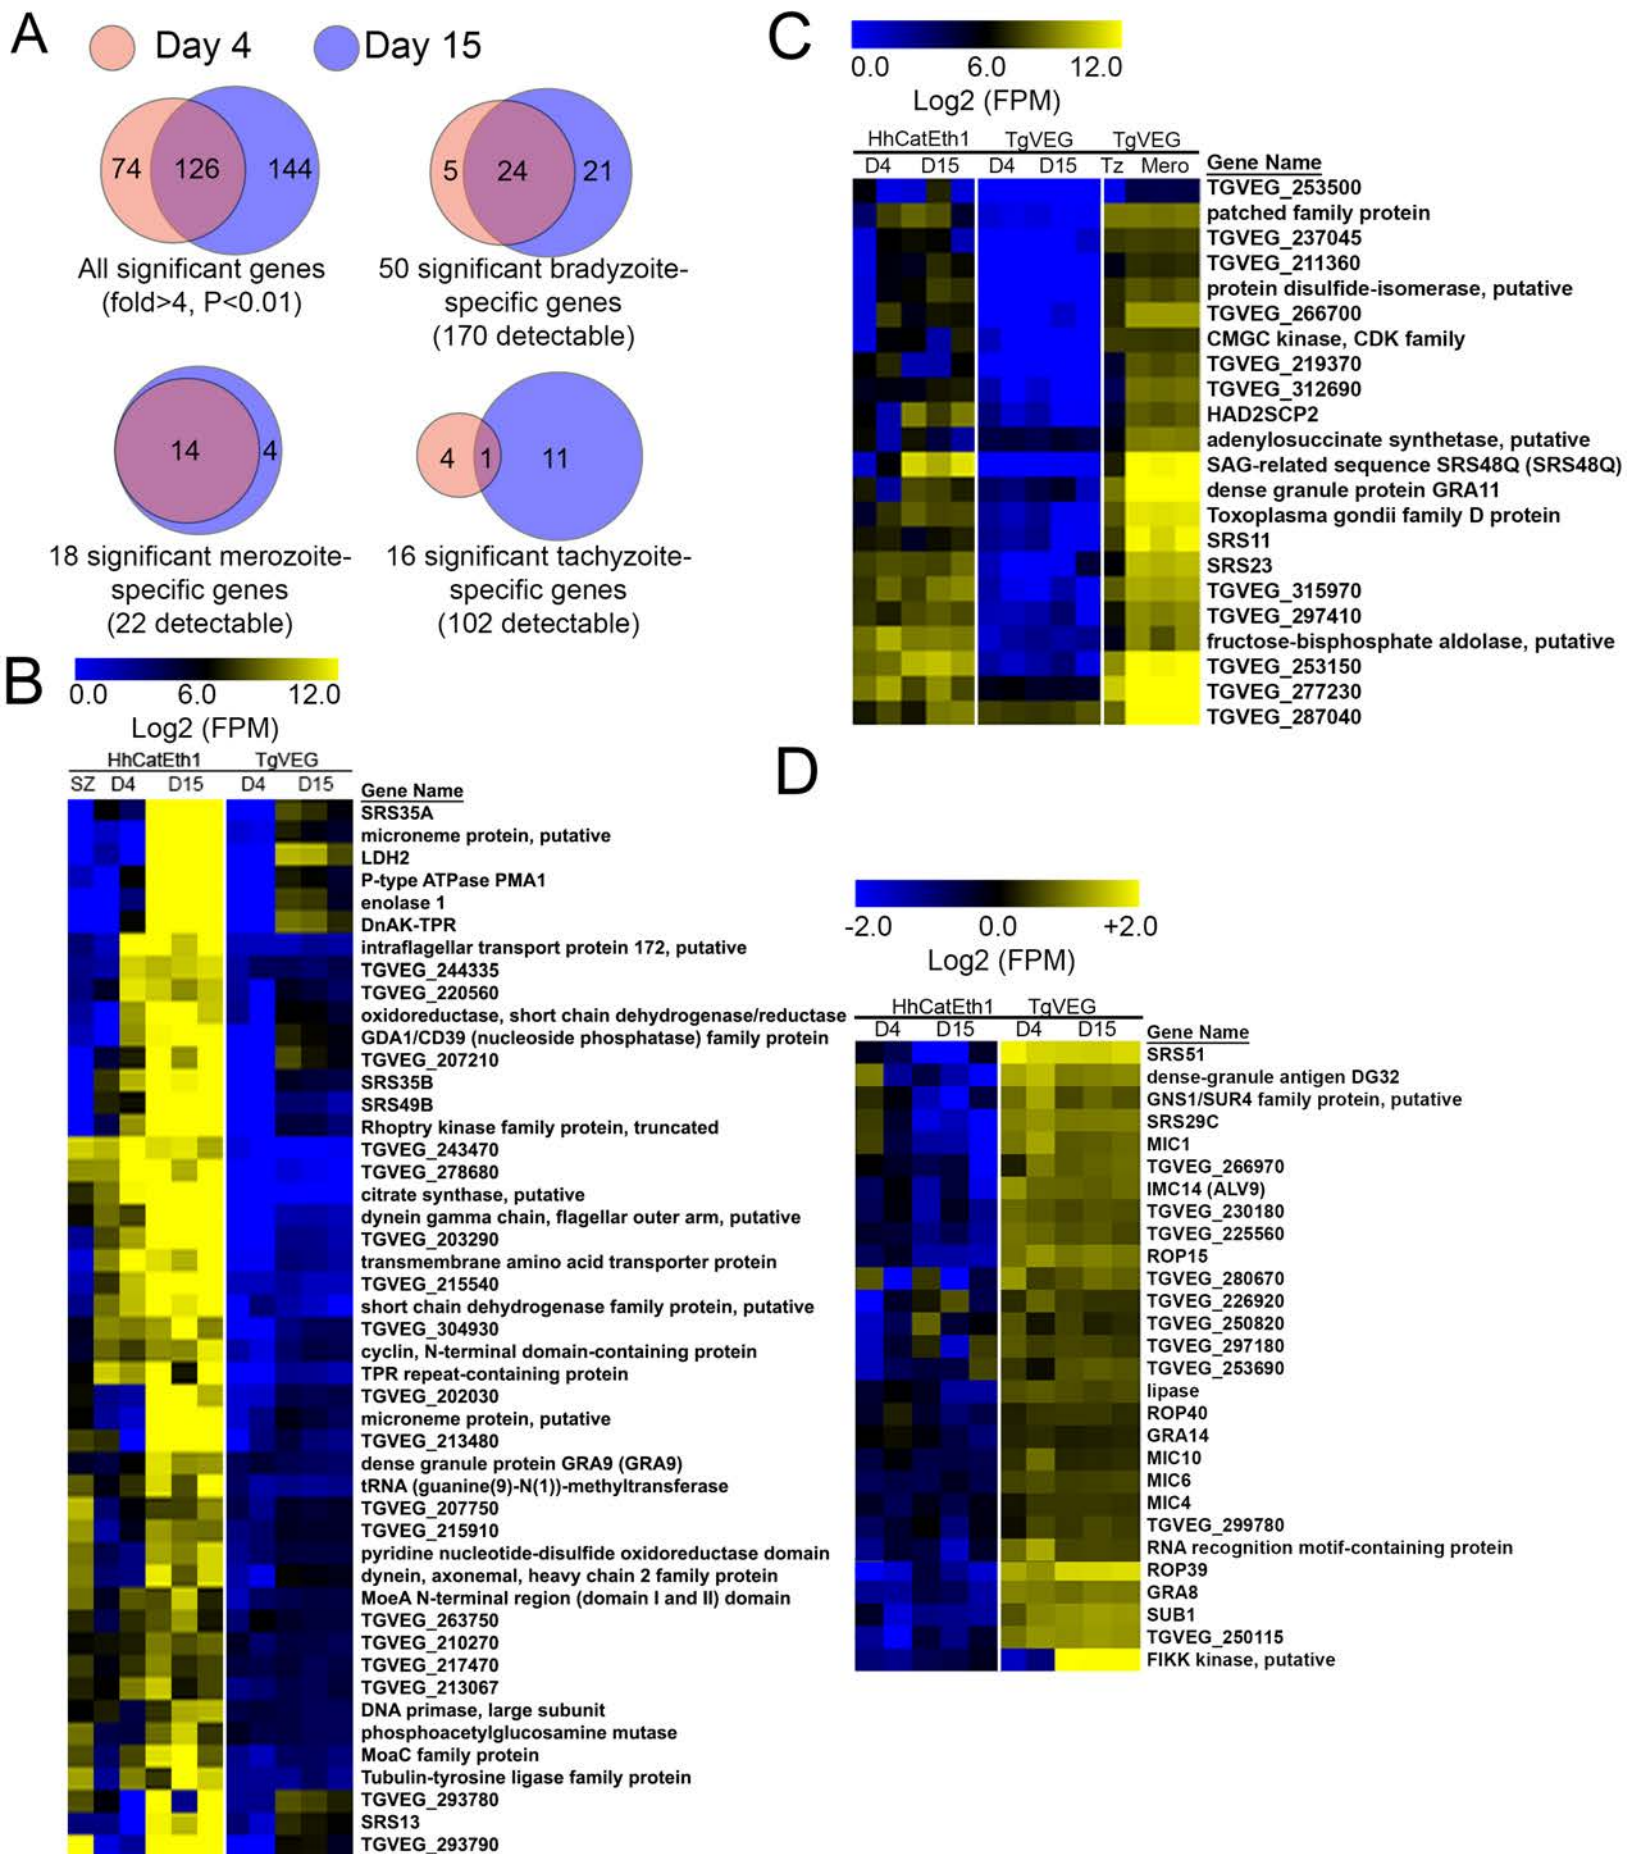 A
Day 4
Day 15
74
126
144
All significant genes
(fold>4, P<0.01)
5
24
21
50 significant bradyzoite-
specific genes
(170 detectable)
14
4
18 significant merozoite-
specific genes
(22 detectable)
4
1
11
16 significant tachyzoite-
specific genes
(102 detectable)
B
0.0 6.0 12.0
Log2 (FPM)
HhCatEth1 TgVEG
SZ D4 D15 D4 D15 Gene Name
SRS35A
microneme protein, putative
LDH2
P-type ATPase PMA1
enolase 1
DnAK-TPR
intraflagellar transport protein 172, putative
TGVEG_244335
TGVEG_220560
oxidoreductase, short chain dehydrogenase/reductase
GDA1/CD39 (nucleoside phosphatase) family protein
TGVEG_207210
SRS35B
SRS49B
Rhoptry kinase family protein, truncated
TGVEG_243470
TGVEG_278680
citrate synthase, putative
dynein gamma chain, flagellar outer arm, putative
TGVEG_203290
transmembrane amino acid transporter protein
TGVEG_215540
short chain dehydrogenase family protein, putative
TGVEG_304930
cyclin, N-terminal domain-containing protein
TPR repeat-containing protein
TGVEG_202030
microneme protein, putative
TGVEG_213480
dense granule protein GRA9 (GRA9)
tRNA (guanine(9)-N(1))-methyltransferase
TGVEG_207750
TGVEG_215910
pyridine nucleotide-disulfide oxidoreductase domain
dynein, axonemal, heavy chain 2 family protein
MoeA N-terminal region (domain I and II) domain
TGVEG_263750
TGVEG_210270
TGVEG_217470
TGVEG_213067
DNA primase, large subunit
phosphoacetylglucosamine mutase
MoaC family protein
Tubulin-tyrosine ligase family protein
TGVEG_293780
SRS13
TGVEG_293790
C
0.0 6.0 12.0
Log2 (FPM)
HhCatEth1 TgVEG TgVEG
D4 D15 D4 D15 Tz Mero Gene Name
TGVEG_253500
patched family protein
TGVEG_237045
TGVEG_211360
protein disulfide-isomerase, putative
TGVEG_266700
CMGC kinase, CDK family
TGVEG_219370
TGVEG_312690
HAD2SCP2
adenylosuccinate synthetase, putative
SAG-related sequence SRS48Q (SRS48Q)
dense granule protein GRA11
Toxoplasma gondii family D protein
SRS11
SRS23
TGVEG_315970
TGVEG_297410
fructose-bisphosphate aldolase, putative
TGVEG_253150
TGVEG_277230
TGVEG_287040
D
-2.0 0.0 +2.0
Log2 (FPM)
HhCatEth1 TgVEG
D4 D15 D4 D15 Gene Name
SRS51
dense-granule antigen DG32
GNS1/SUR4 family protein, putative
SRS29C
MIC1
TGVEG_266970
IMC14 (ALV9)
TGVEG_230180
TGVEG_225560
ROP15
TGVEG_280670
TGVEG_226920
TGVEG_250820
TGVEG_297180
TGVEG_253690
lipase
ROP40
GRA14
MIC10
MIC6
MIC4
TGVEG_299780
RNA recognition motif-containing protein
ROP39
GRA8
SUB1
TGVEG_250115
FIKK kinase, putative